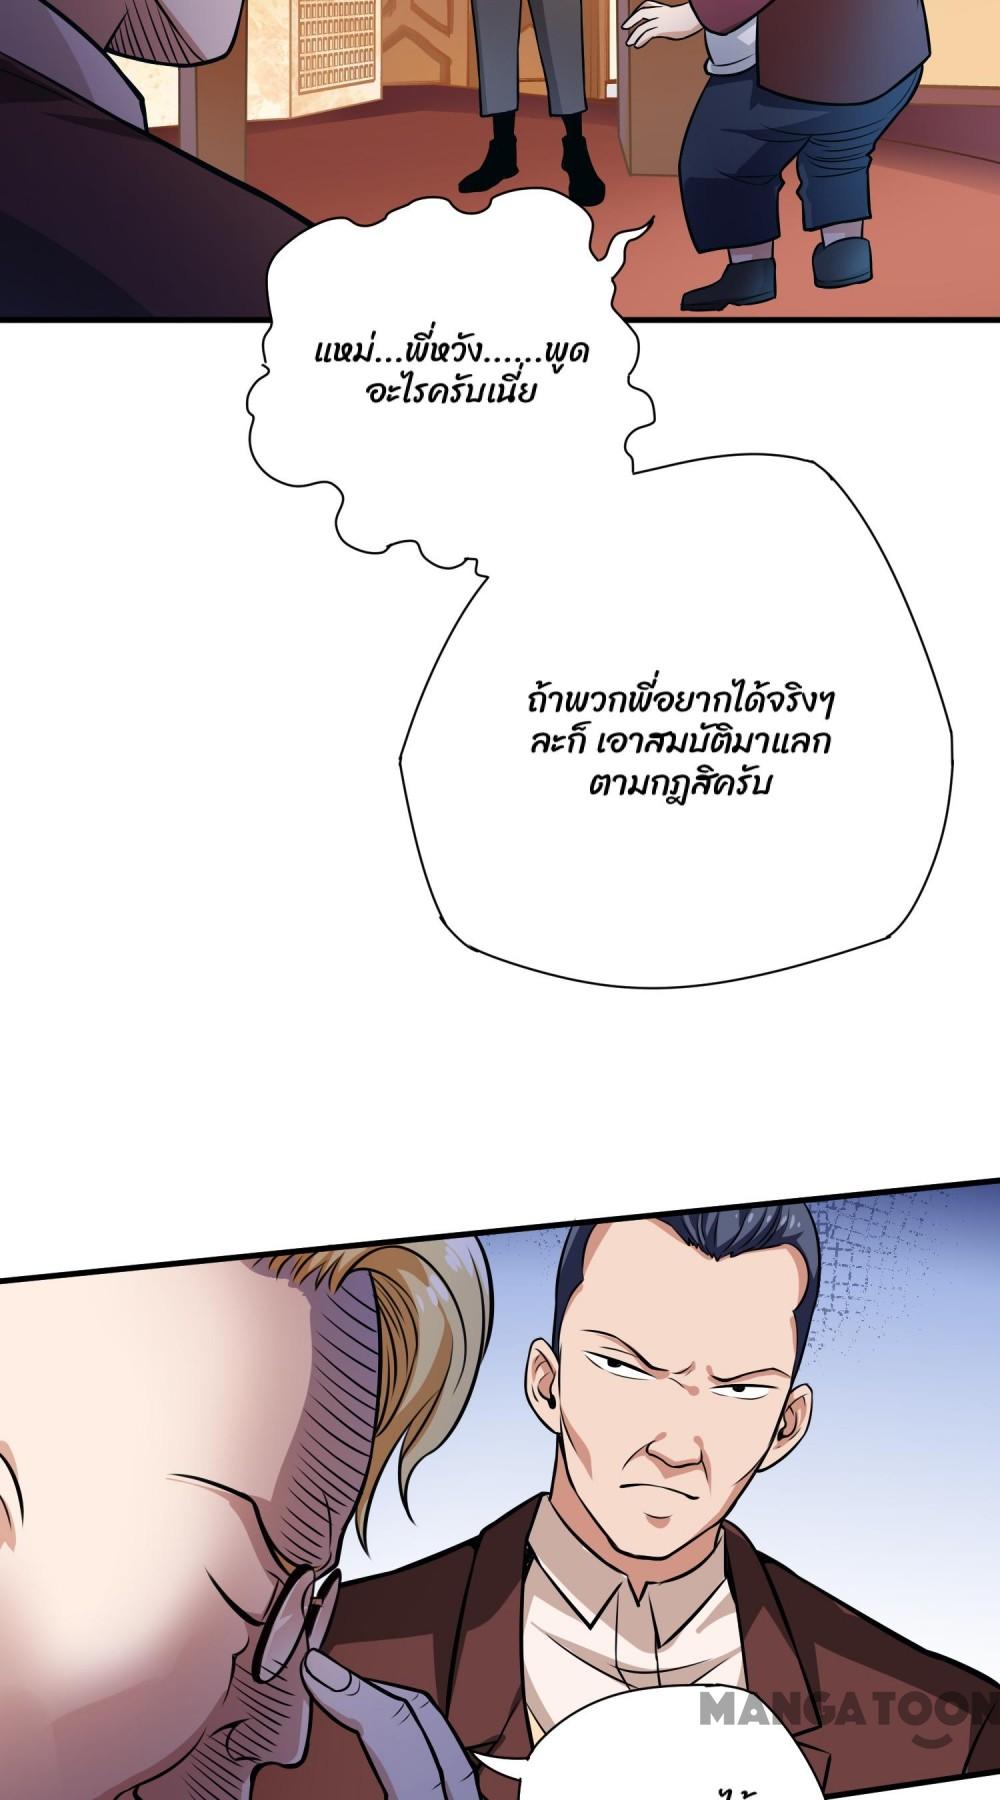 แหม่...พี่หวัง......พูด
อะไรครับเนี่ย
ถ้าพวกพี่อยากได้จริงๆ
ละก็ เอาสมบัติมาแลก
ตามกฎสิครับ
MANGATOON